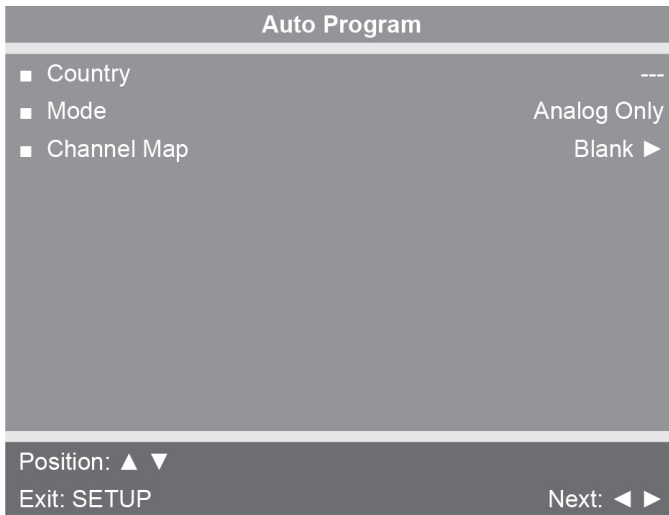 Auto Program
■ Country ---
■ Mode Analog Only
■ Channel Map Blank ►
Position: ▲ ▼
Exit: SETUP Next: ◄ ►